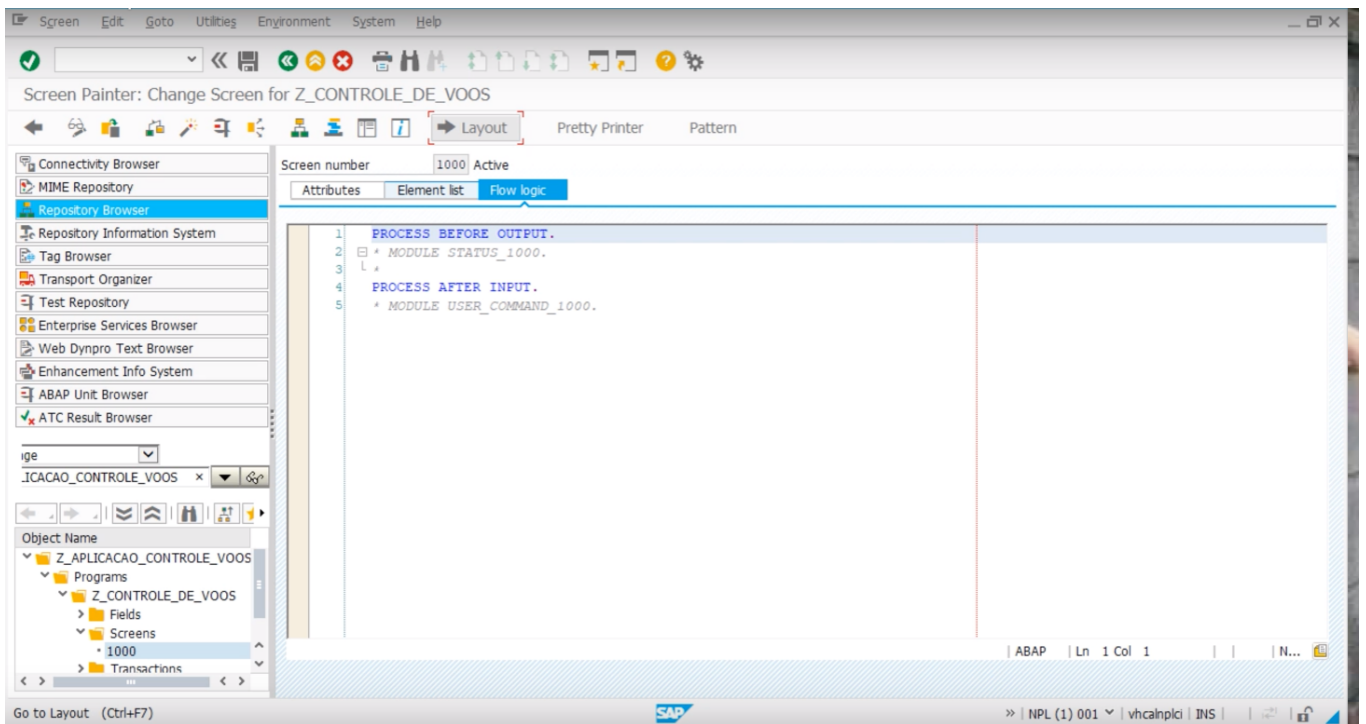 Screen Edit Goto Utilities Environment System Help
Screen Painter: Change Screen for Z_CONTROLE_DE_VOOS
Layout Pretty Printer Pattern
Connectivity Browser
MIME Repository
Repository Browser
Repository Information System
Tag Browser
Transport Organizer
Test Repository
Enterprise Services Browser
Web Dynpro Text Browser
Enhancement Info System
ABAP Unit Browser
ATC Result Browser
ige
.ICACAO_CONTROLE_VOOS
Object Name
Z_APLICACAO_CONTROLE_VOOS
Programs
Z_CONTROLE_DE_VOOS
Fields
Screens
1000
Transactions
Screen number 1000 Active
Attributes Element list Flow logic
1 PROCESS BEFORE OUTPUT.
2 * MODULE STATUS_1000.
3 *
4 PROCESS AFTER INPUT.
5 * MODULE USER_COMMAND_1000.
ABAP Ln 1 Col 1 N...
Go to Layout (Ctrl+F7)
SAP
NPL (1) 001 vhcalnplci INS